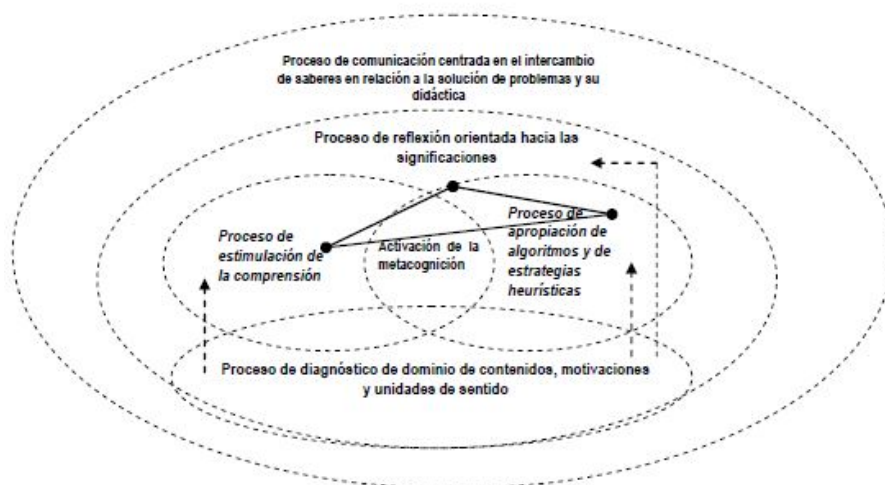 Proceso de comunicación centrada en el intercambio
de saberes en relación a la solución de problemas y su
didáctica
Proceso de reflexión orientada hacia las
significaciones
Proceso de
estimulación de
la comprensión
Activación de la
metacognición
Proceso de
apropiación de
algoritmos y de
estrategias
heurísticas
Proceso de diagnóstico de dominio de contenidos, motivaciones
y unidades de sentido